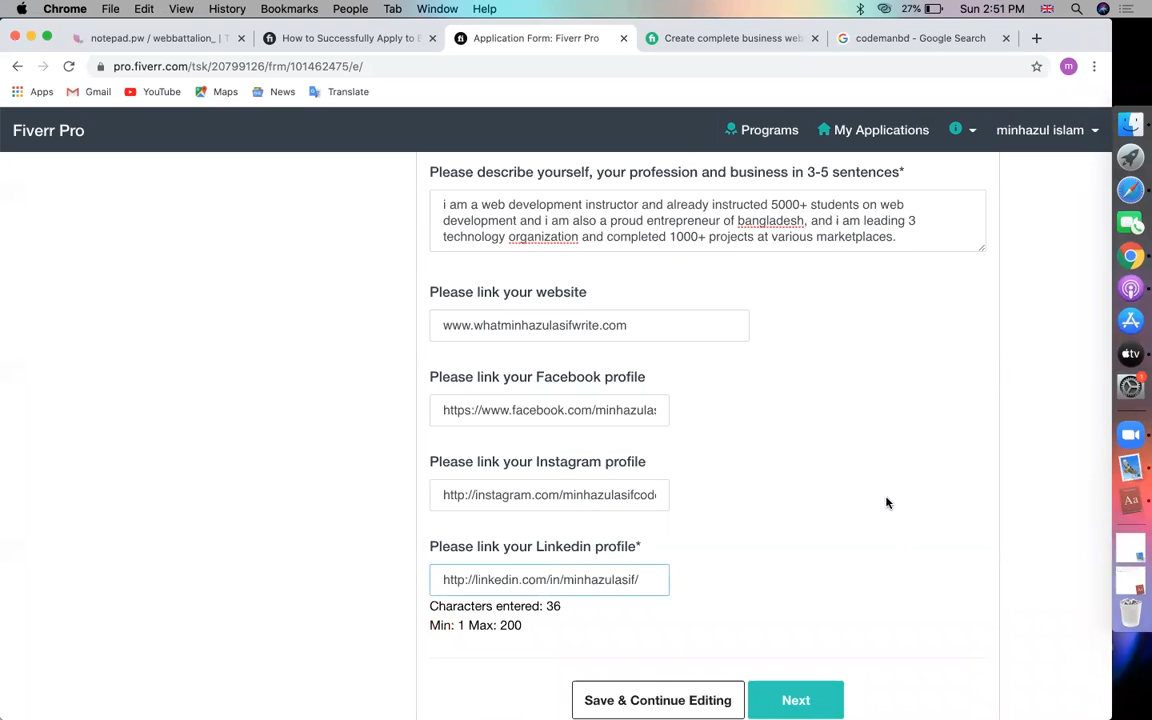 Chrome File Edit View History Bookmarks People Tab Window Help 27% Sun 2:51 PM
notepad.pw / webbattalion_ | T How to Successfully Apply to B Application Form: Fiverr Pro Create complete business web codemanbd - Google Search
pro.fiverr.com/tsk/20799126/frm/101462475/e/ m
Apps Gmail YouTube Maps News Translate
Fiverr Pro Programs My Applications minhazul islam
Please describe yourself, your profession and business in 3-5 sentences*
i am a web development instructor and already instructed 5000+ students on web
development and i am also a proud entrepreneur of bangladesh, and i am leading 3
technology organization and completed 1000+ projects at various marketplaces.
Please link your website
www.whatminhazulasifwrite.com
Please link your Facebook profile
https://www.facebook.com/minhazulas
tv
Please link your Instagram profile
http://instagram.com/minhazulasifcod
Please link your Linkedin profile*
http://linkedin.com/in/minhazulasif/
Characters entered: 36
Min: 1 Max: 200
Save & Continue Editing Next